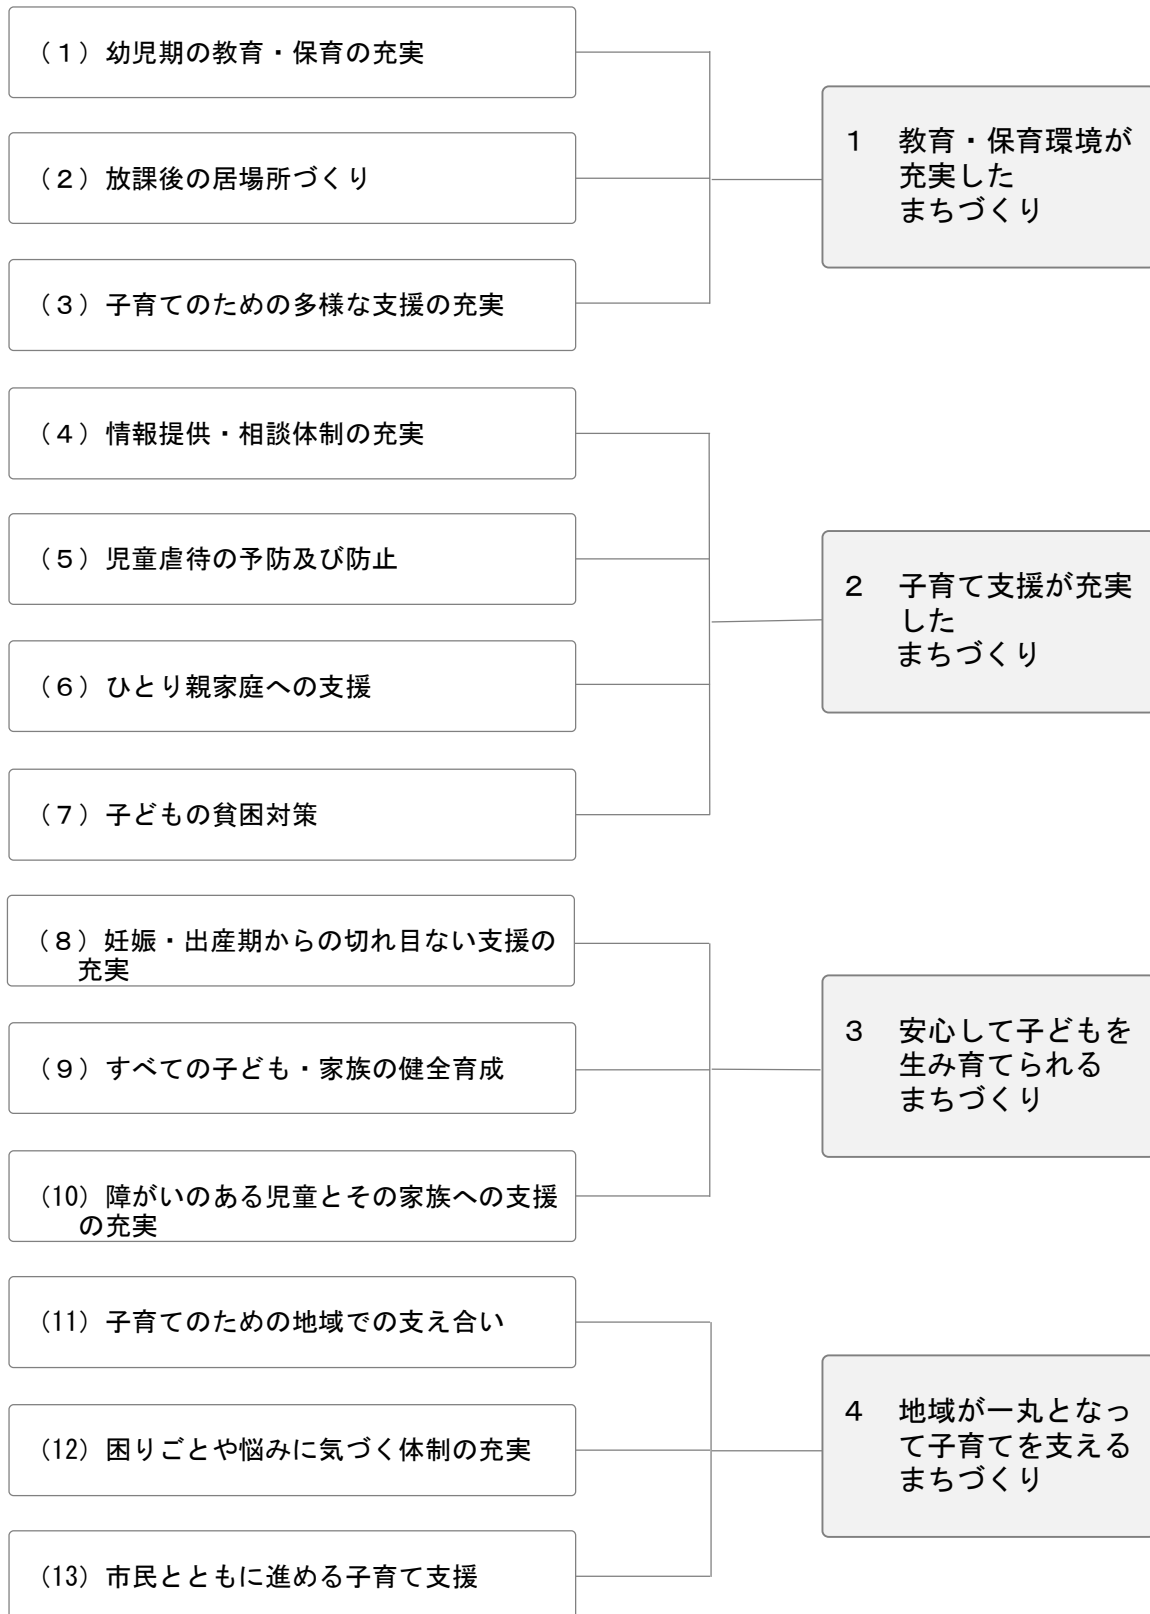 （１）幼児期の教育・保育の充実
（２）放課後の居場所づくり
（３）子育てのための多様な支援の充実
１　教育・保育環境が
充実した
まちづくり
（４）情報提供・相談体制の充実
（５）児童虐待の予防及び防止
（６）ひとり親家庭への支援
（７）子どもの貧困対策
２　子育て支援が充実
した
まちづくり
（８）妊娠・出産期からの切れ目ない支援の
充実
（９）すべての子ども・家族の健全育成
(10) 障がいのある児童とその家族への支援
の充実
３　安心して子どもを
生み育てられる
まちづくり
(11) 子育てのための地域での支え合い
(12) 困りごとや悩みに気づく体制の充実
(13) 市民とともに進める子育て支援
４　地域が一丸となっ
て子育てを支える
まちづくり